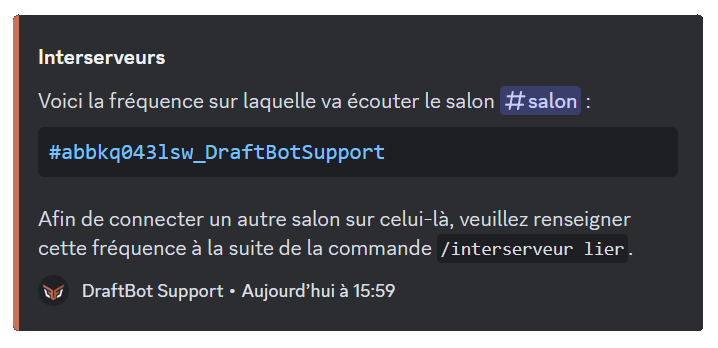 Interserveurs
Voici la fréquence sur laquelle va écouter le salon #salon :
#abbkq043lsw_DraftBotSupport
Afin de connecter un autre salon sur celui-là, veuillez renseigner
cette fréquence à la suite de la commande /interserveur lier.
DraftBot Support • Aujourd’hui à 15:59